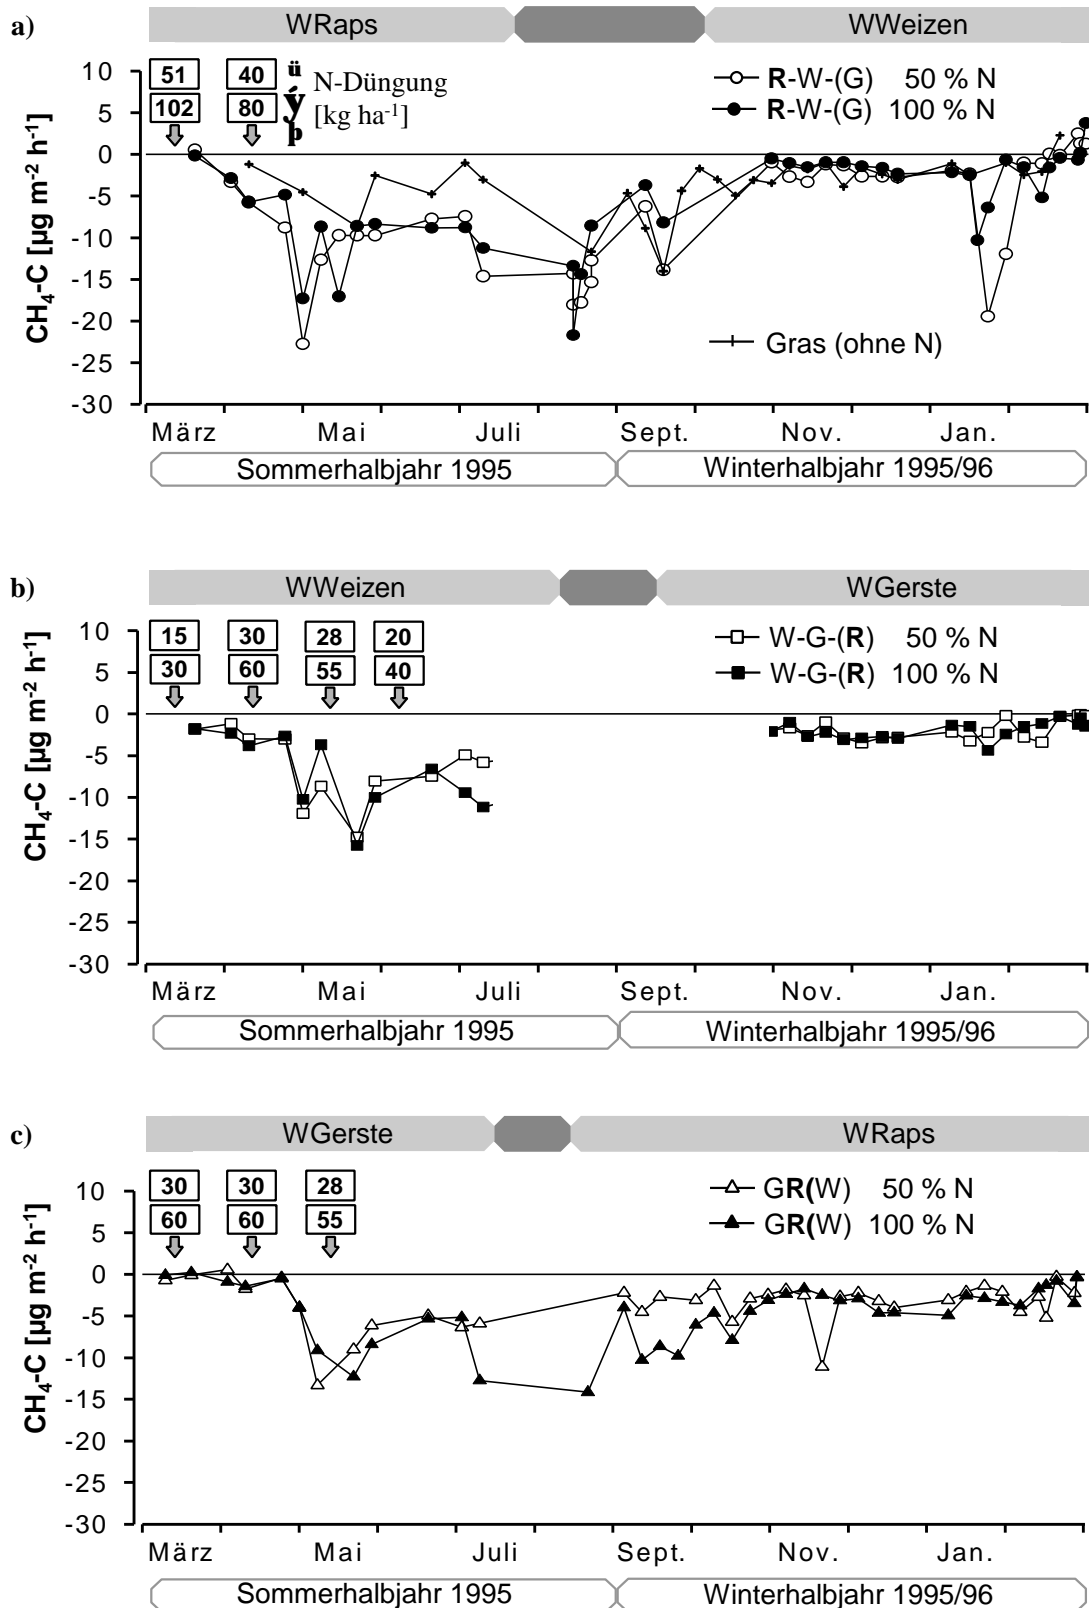 a)
WRaps WWeizen
CH₄-C [µg m⁻² h⁻¹]
10
5
0
-5
-10
-15
-20
-25
-30
51 40 ü N-Düngung
102 80 ý [kg ha⁻¹]
þ
R-W-(G) 50 % N
R-W-(G) 100 % N
Gras (ohne N)
März Mai Juli Sept. Nov. Jan.
Sommerhalbjahr 1995 Winterhalbjahr 1995/96
b)
WWeizen WGerste
CH₄-C [µg m⁻² h⁻¹]
10
5
0
-5
-10
-15
-20
-25
-30
15 30 28 20
30 60 55 40
W-G-(R) 50 % N
W-G-(R) 100 % N
März Mai Juli Sept. Nov. Jan.
Sommerhalbjahr 1995 Winterhalbjahr 1995/96
c)
WGerste WRaps
CH₄-C [µg m⁻² h⁻¹]
10
5
0
-5
-10
-15
-20
-25
-30
30 30 28
60 60 55
GR(W) 50 % N
GR(W) 100 % N
März Mai Juli Sept. Nov. Jan.
Sommerhalbjahr 1995 Winterhalbjahr 1995/96